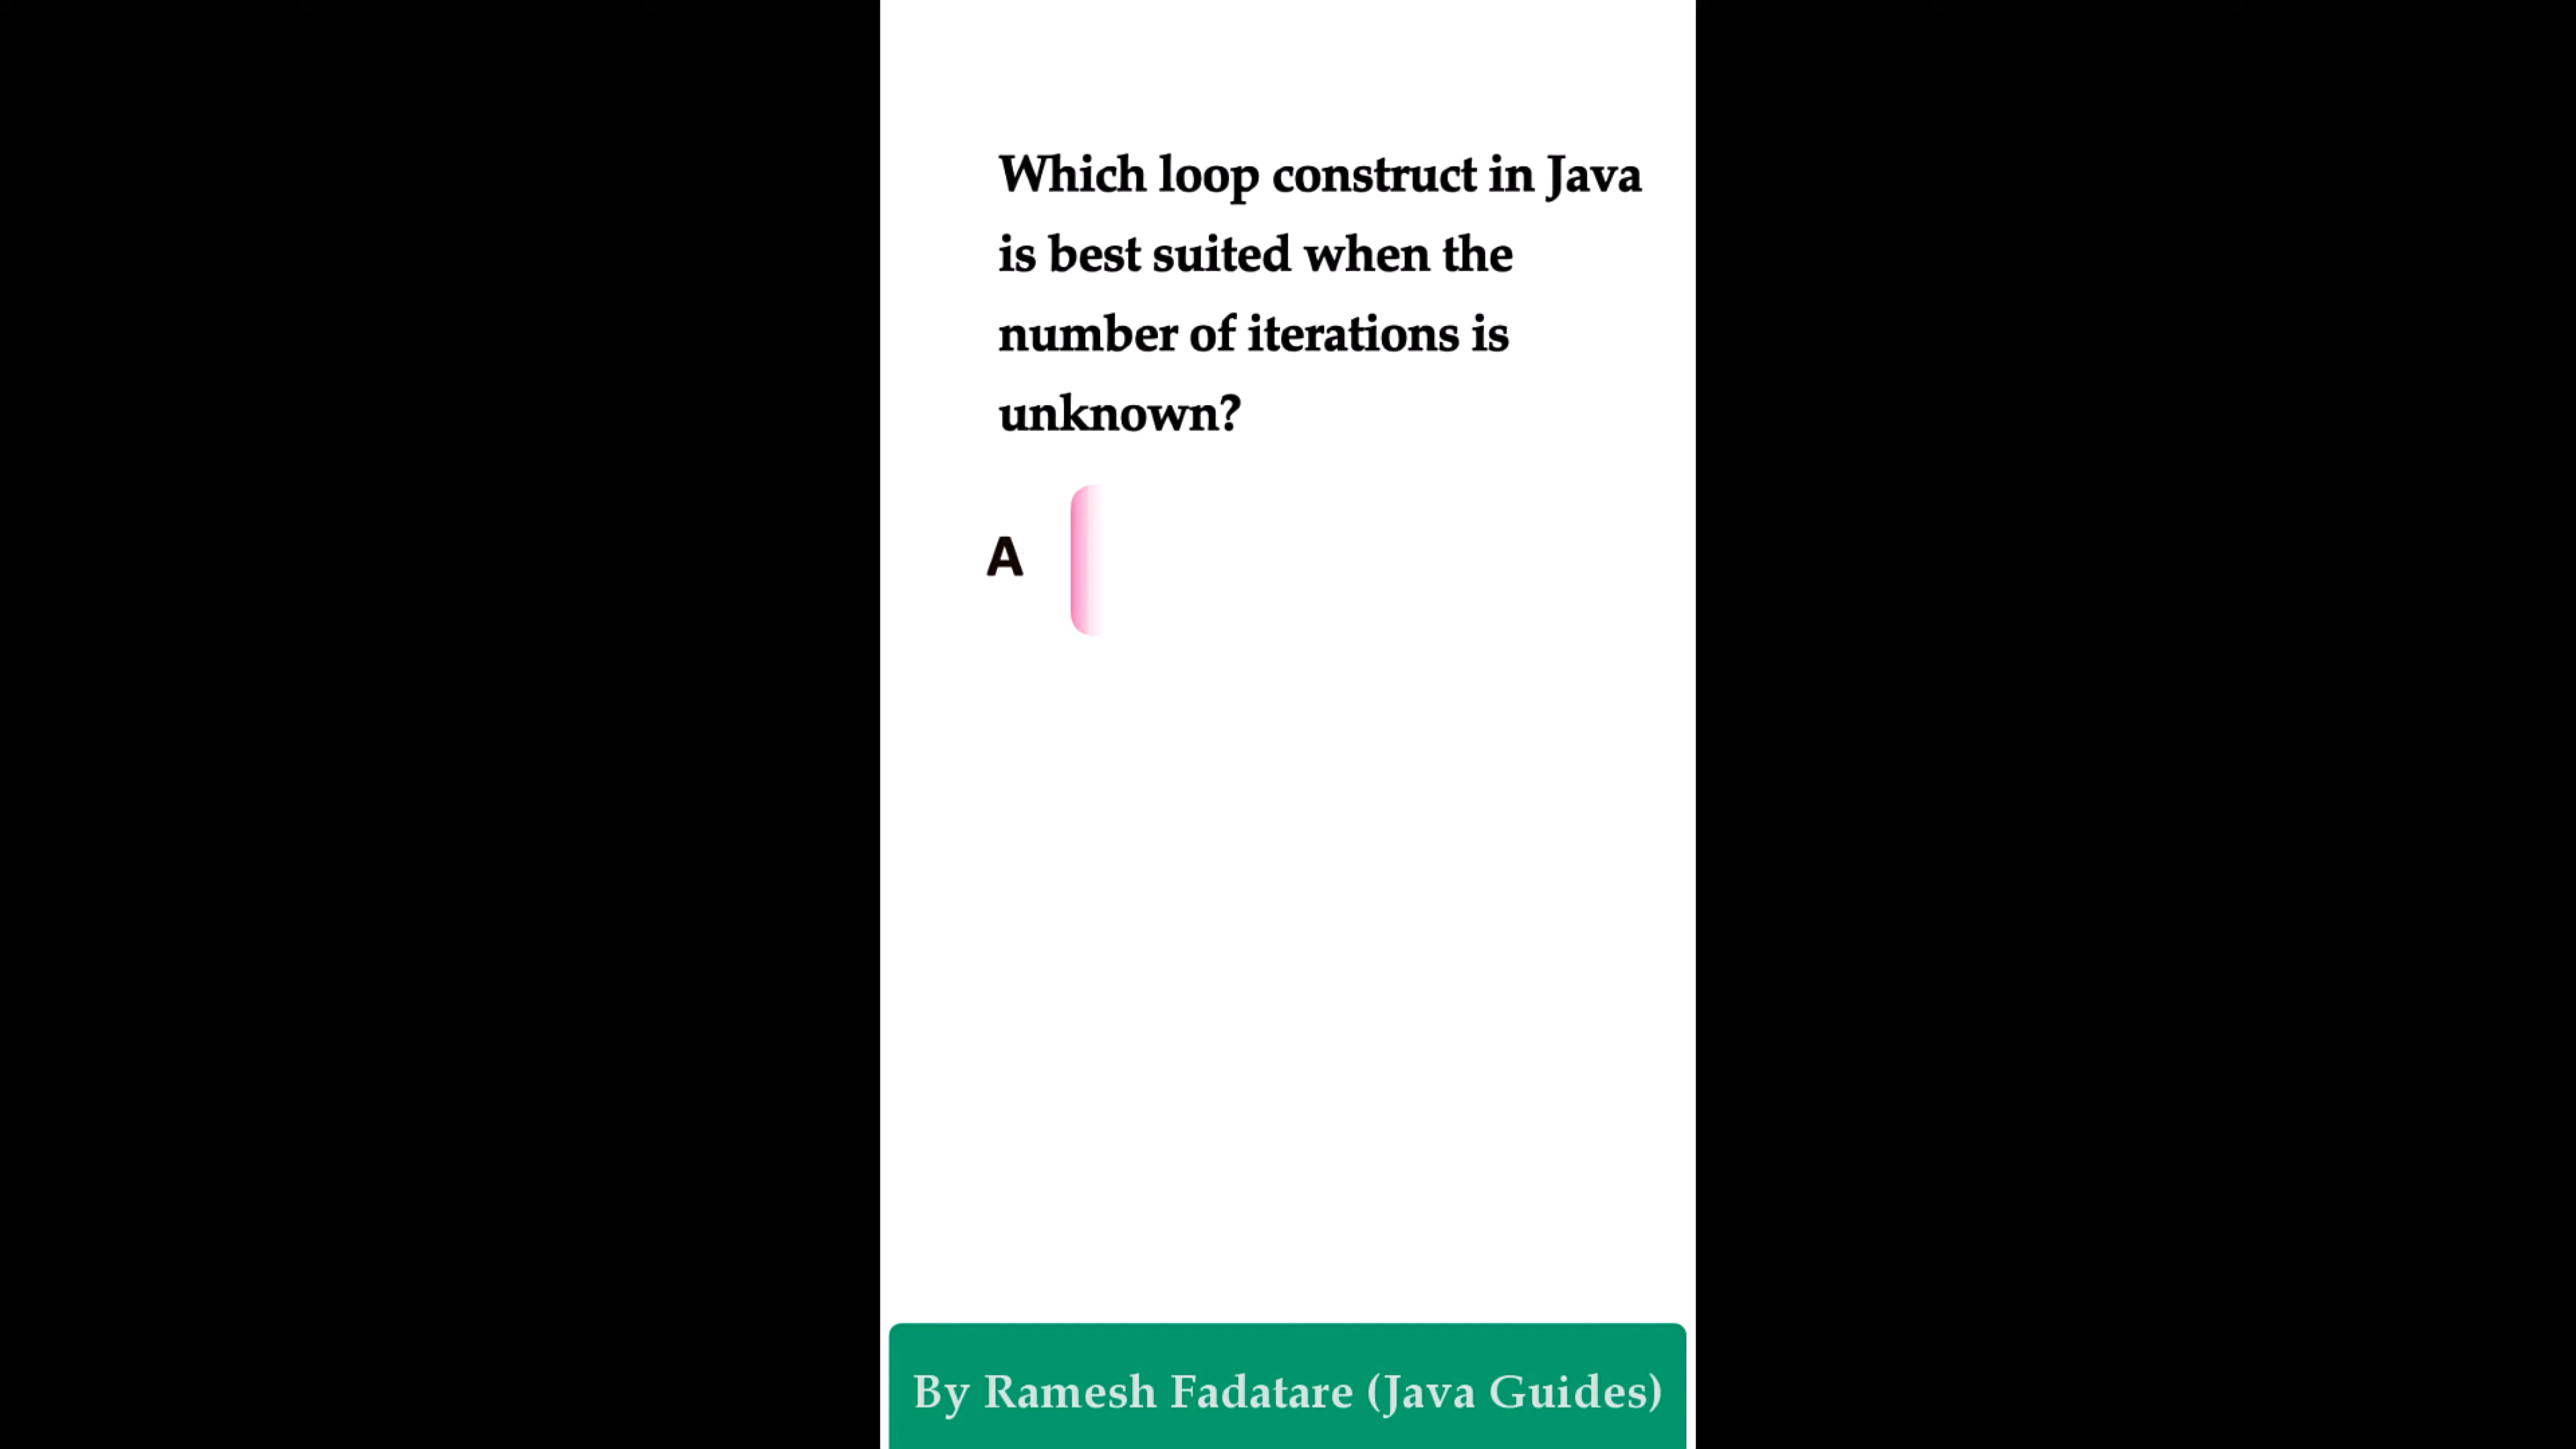 Which loop construct in Java
is best suited when the
number of iterations is
unknown?
A
By Ramesh Fadatare (Java Guides)